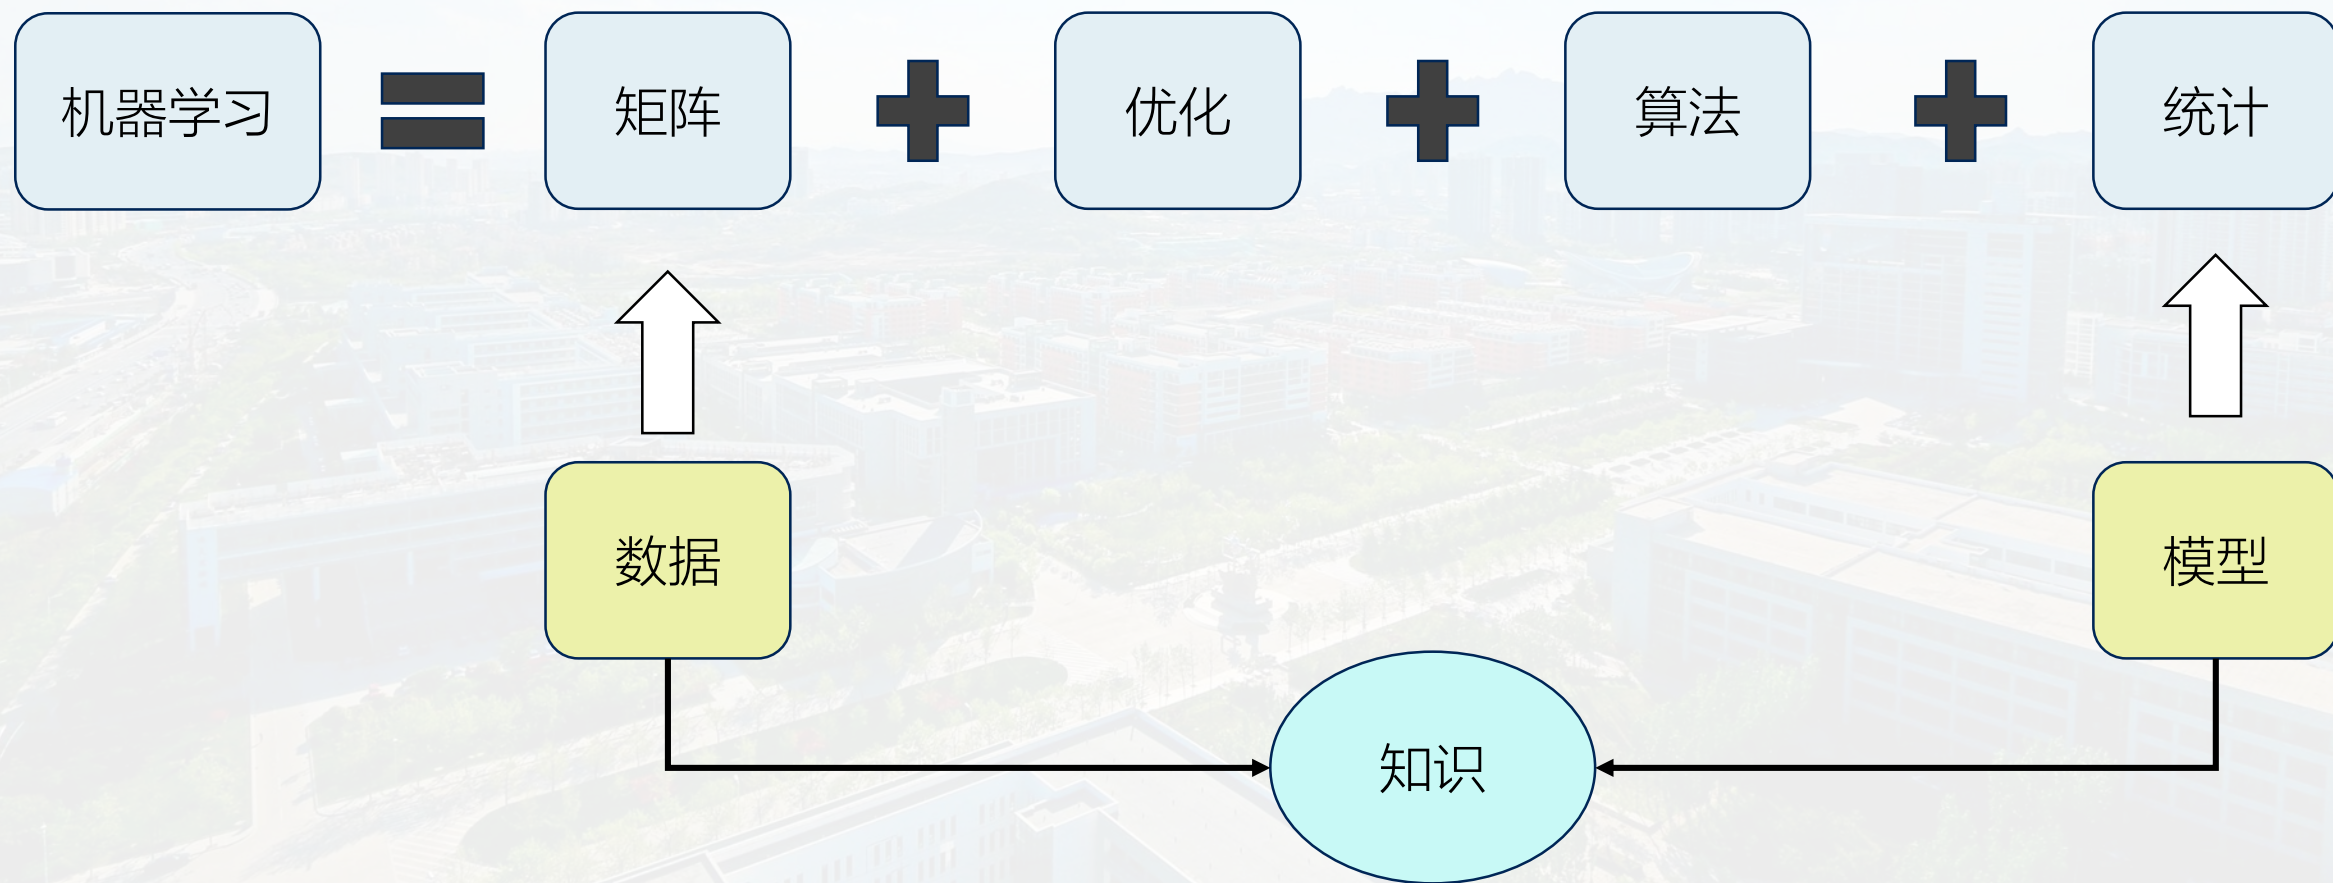 机器学习
矩阵
优化
算法
统计
数据
模型
知识